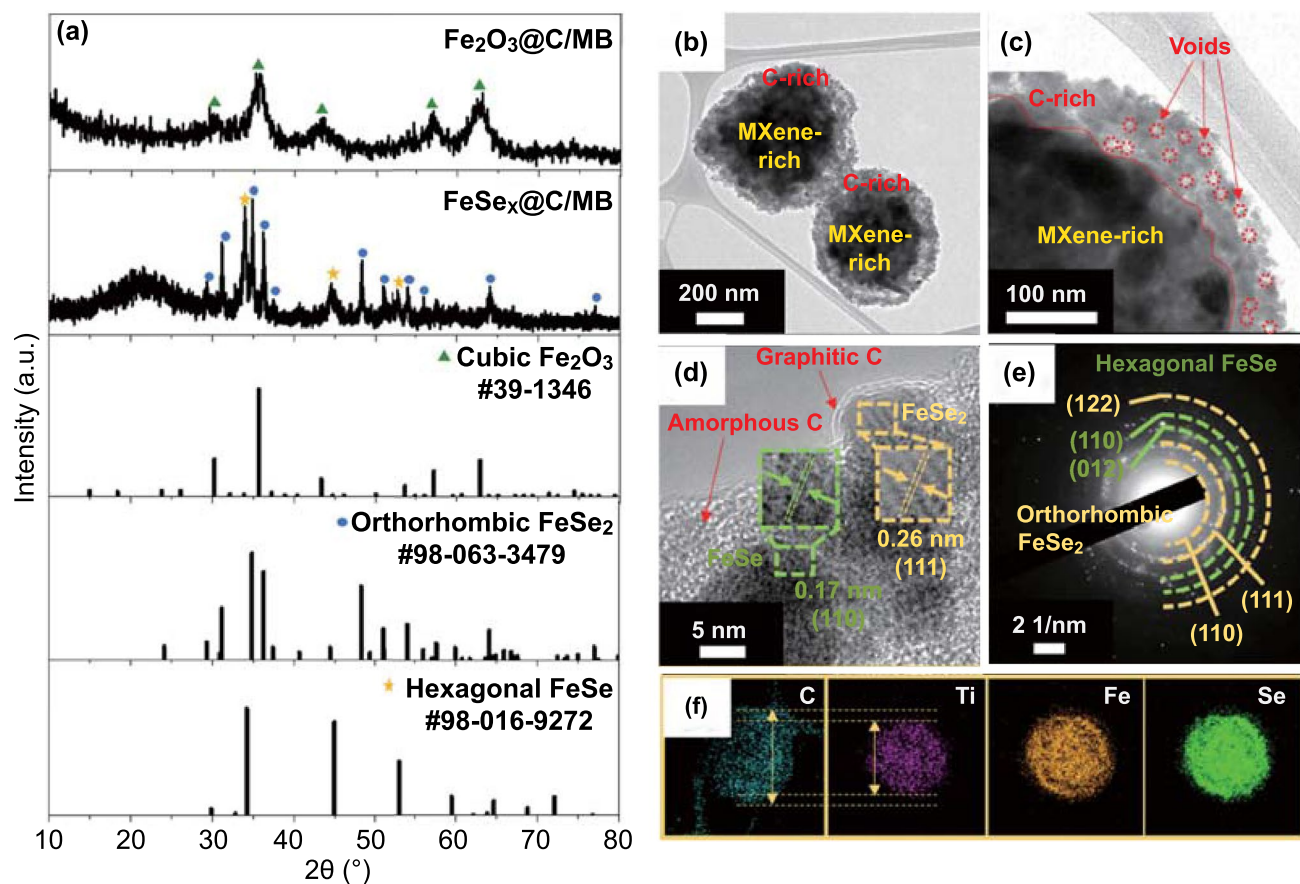 (a)
Fe₂O₃@C/MB
FeSeₓ@C/MB
Cubic Fe₂O₃
#39-1346
Orthorhombic FeSe₂
#98-063-3479
Hexagonal FeSe
#98-016-9272
Intensity (a.u.)
10 20 30 40 50 60 70 80
2θ (°)
(b)
C-rich
MXene-
rich
C-rich
MXene-
rich
200 nm
(c)
Voids
C-rich
MXene-rich
100 nm
(d)
Graphitic C
FeSe₂
Amorphous C
0.26 nm
(111)
FeSe
0.17 nm
(110)
5 nm
(e)
Hexagonal FeSe
(122)
(110)
(012)
Orthorhombic
FeSe₂
(111)
(110)
2 1/nm
(f)
C
Ti
Fe
Se